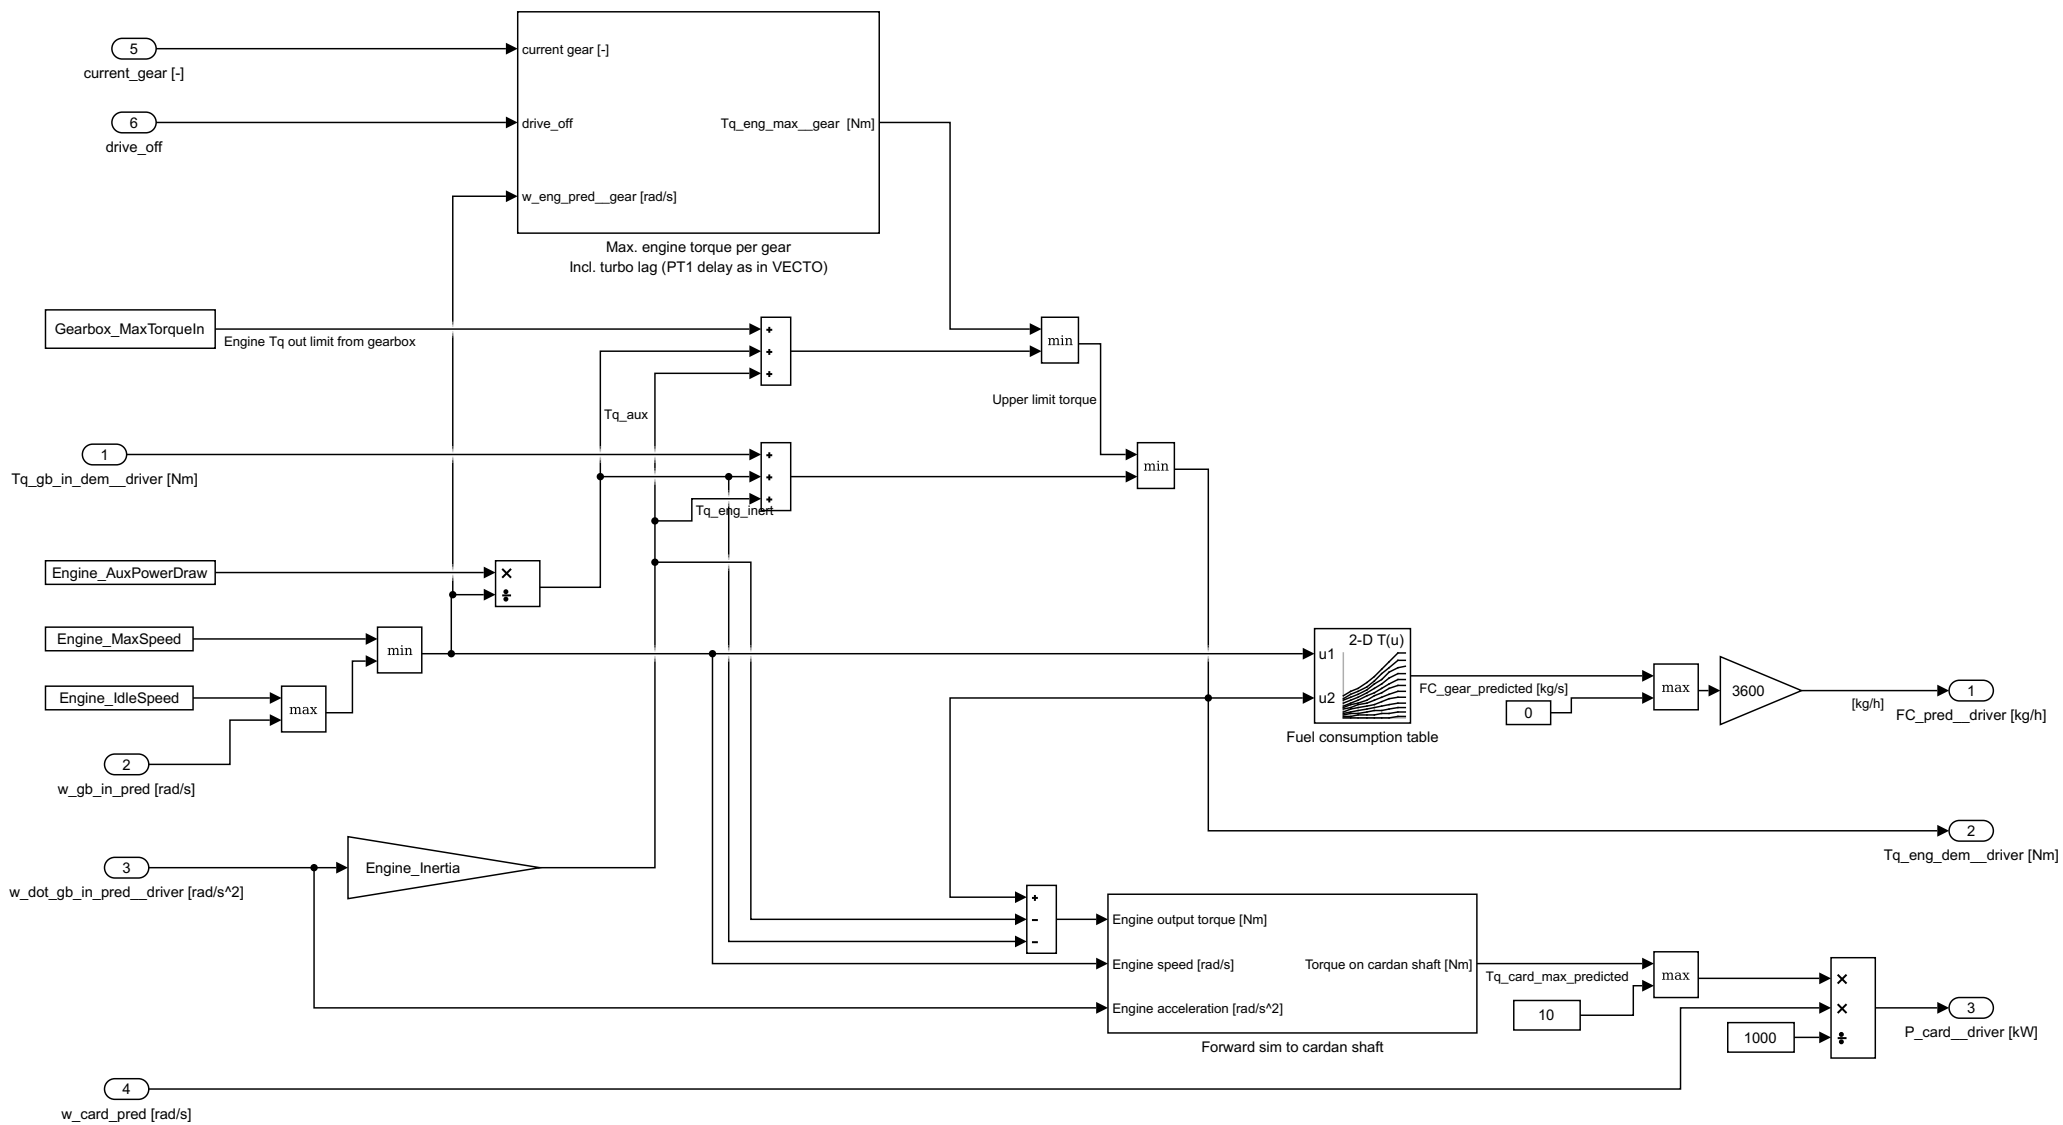 5
current_gear [-]
6
drive_off
current gear [-]
drive_off
w_eng_pred__gear [rad/s]
Tq_eng_max__gear [Nm]
Max. engine torque per gear
Incl. turbo lag (PT1 delay as in VECTO)
Gearbox_MaxTorqueIn
Engine Tq out limit from gearbox
+
+
+
min
Tq_aux
Upper limit torque
1
Tq_gb_in_dem__driver [Nm]
+
+
+
Tq_eng_inert
min
Engine_AuxPowerDraw
×
÷
Engine_MaxSpeed
min
Engine_IdleSpeed
max
2
w_gb_in_pred [rad/s]
2-D T(u)
u1
u2
Fuel consumption table
FC_gear_predicted [kg/s]
0
max
3600
[kg/h]
1
FC_pred__driver [kg/h]
2
Tq_eng_dem__driver [Nm]
3
w_dot_gb_in_pred__driver [rad/s^2]
Engine_Inertia
+
-
-
Engine output torque [Nm]
Engine speed [rad/s]
Engine acceleration [rad/s^2]
Torque on cardan shaft [Nm]
Forward sim to cardan shaft
Tq_card_max_predicted
10
max
×
×
÷
1000
3
P_card__driver [kW]
4
w_card_pred [rad/s]